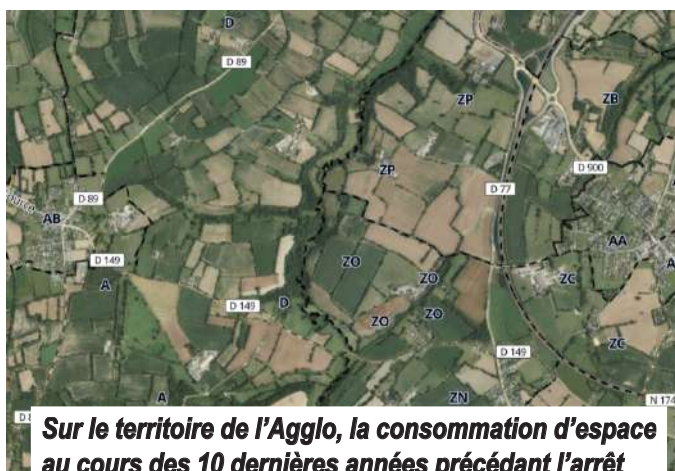 D
D 89
ZP
ZB
ZP
D 900
D 77
D 89
AB
AA
D 149
ZO
ZO
ZC
A
D
D 149
ZO
ZO
ZC
D 149
A
ZN
N 174
Sur le territoire de l’Agglo, la consommation d’espace
au cours des 10 dernières années précédant l’arrêt